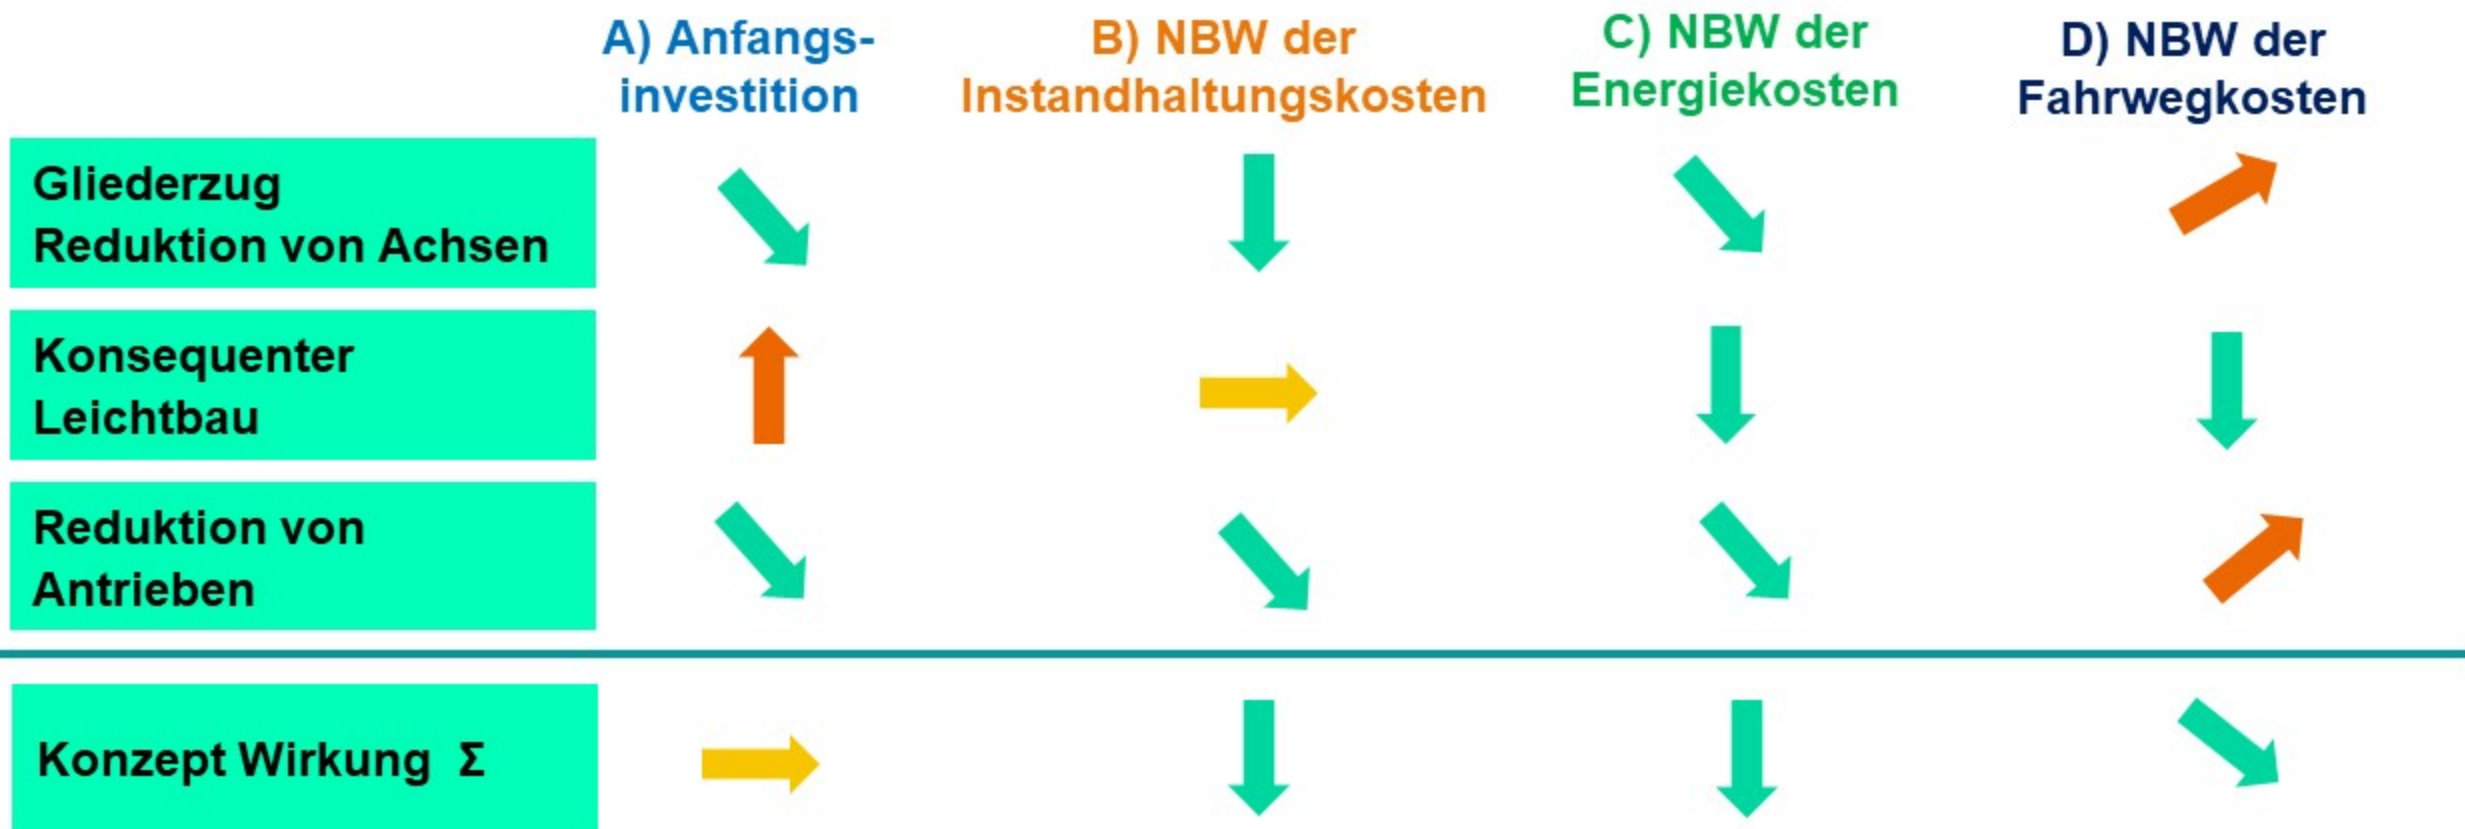 A) Anfangs-
investition
B) NBW der
Instandhaltungskosten
C) NBW der
Energiekosten
D) NBW der
Fahrwegkosten
Gliederzug
Reduktion von Achsen
Konsequenter
Leichtbau
Reduktion von
Antrieben
Konzept Wirkung Σ